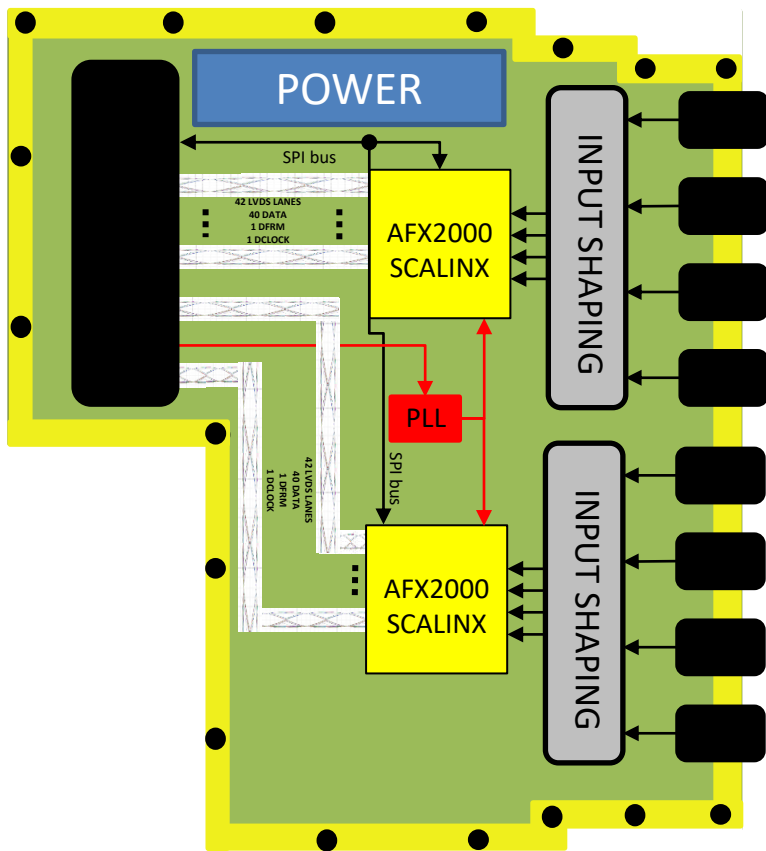 POWER
SPI bus
42 LVDS LANES
40 DATA
1 DFRM
1 DCLOCK
AFX2000
SCALINX
INPUT SHAPING
PLL
SPI bus
42 LVDS LANES
40 DATA
1 DFRM
1 DCLOCK
AFX2000
SCALINX
INPUT SHAPING